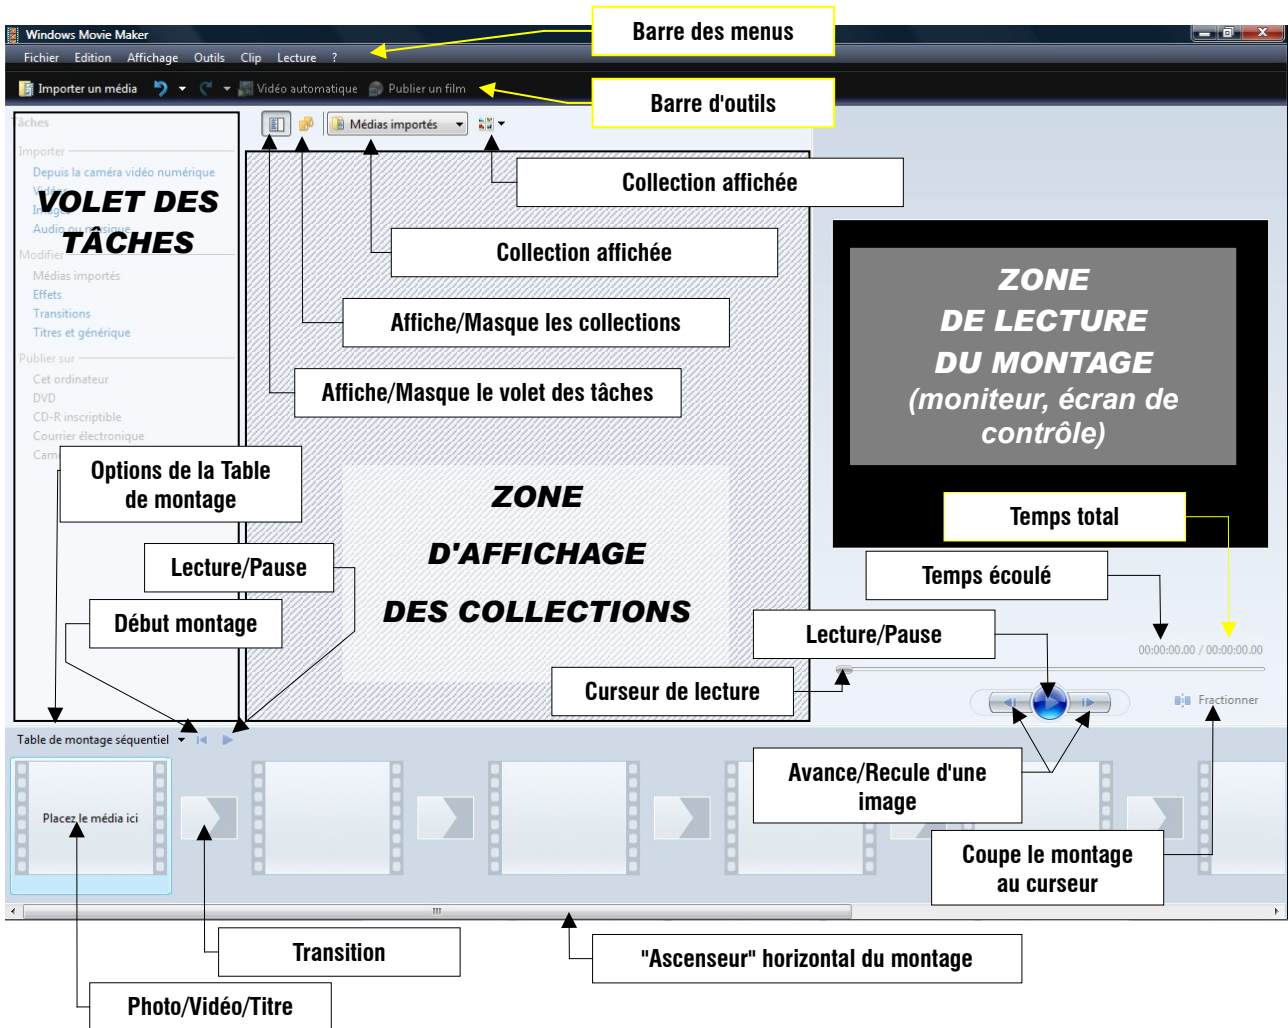 Windows Movie Maker
Barre des menus
Fichier Edition Affichage Outils Clip Lecture ?
Importer un média Vidéo automatique Publier un film
Barre d'outils
Tâches
Médias importés
Importer
Depuis la caméra vidéo numérique
Vidéos
Images
Audio ou musique
VOLET DES
TÂCHES
Modifier
Médias importés
Effets
Transitions
Titres et générique
Publier sur
Cet ordinateur
DVD
CD-R inscriptible
Courrier électronique
Collection affichée
Collection affichée
Affiche/Masque les collections
Affiche/Masque le volet des tâches
ZONE
DE LECTURE
DU MONTAGE
(moniteur, écran de
contrôle)
Options de la Table
de montage
ZONE
D'AFFICHAGE
DES COLLECTIONS
Temps total
Lecture/Pause
Temps écoulé
Début montage
Lecture/Pause
00:00:00.00 / 00:00:00.00
Curseur de lecture
Fractionner
Table de montage séquentiel
Avance/Recule d'une
image
Placez le média ici
Coupe le montage
au curseur
Transition
"Ascenseur" horizontal du montage
Photo/Vidéo/Titre